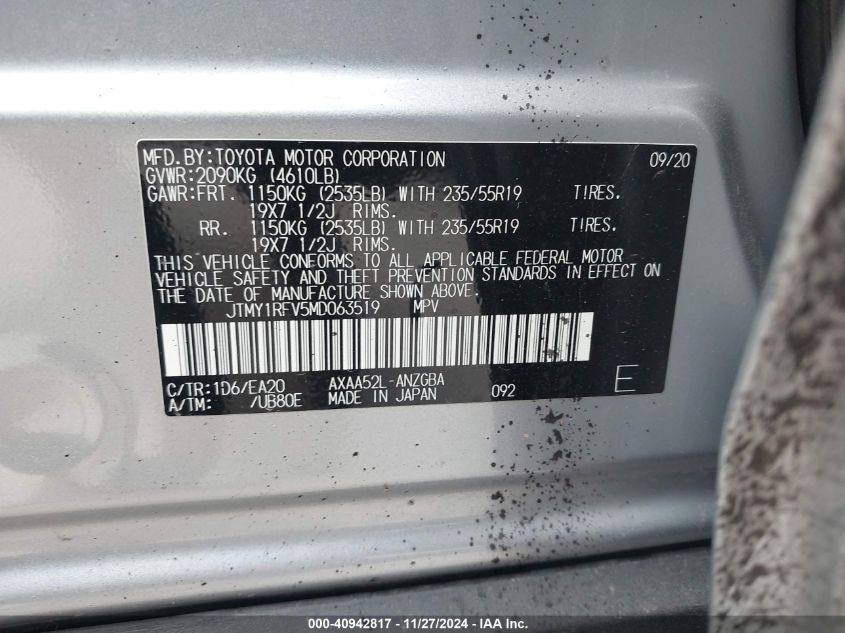 MFD.BY:TOYOTA MOTOR CORPORATION 09/20
GVWR:2090KG (4610LB)
GAWR:FRT. 1150KG (2535LB) WITH 235/55R19 TIRES.
19X7 1/2J RIMS.
RR. 1150KG (2535LB) WITH 235/55R19 TIRES.
19X7 1/2J RIMS.
THIS VEHICLE CONFORMS TO ALL APPLICABLE FEDERAL MOTOR
VEHICLE SAFETY AND THEFT PREVENTION STANDARDS IN EFFECT ON
THE DATE OF MANUFACTURE SHOWN ABOVE.
JTMY1RFV5MD063519 MPV
C/TR:1D6/EA20 AXAA52L-ANZGBA
A/TM: /UB80E MADE IN JAPAN 092 E
000-40942817 - 11/27/2024 - IAA Inc.